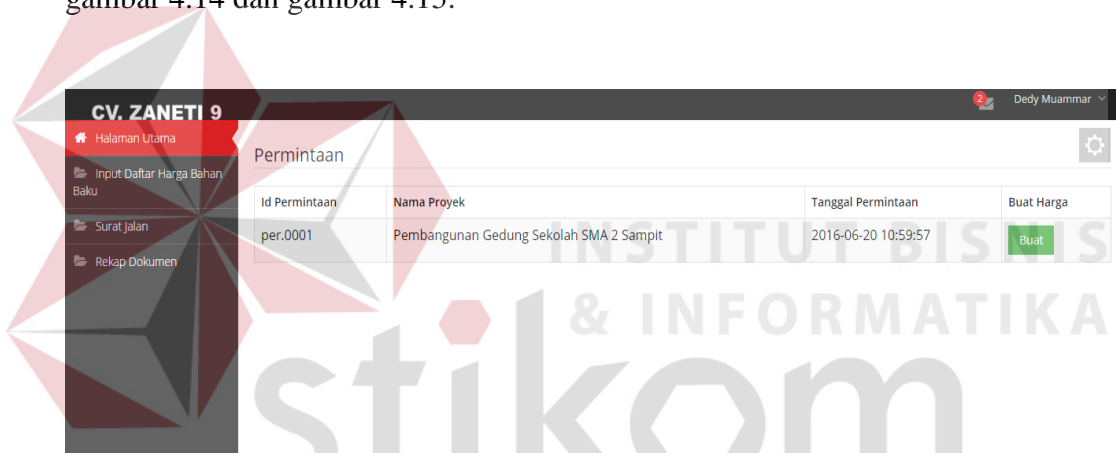 gambar 4.14 dan gambar 4.15.
CV. ZANETI 9
2
Dedy Muammar
Halaman Utama
Input Daftar Harga Bahan
Baku
Surat Jalan
Rekap Dokumen
Permintaan
Id Permintaan Nama Proyek Tanggal Permintaan Buat Harga
per.0001 Pembangunan Gedung Sekolah SMA 2 Sampit 2016-06-20 10:59:57 Buat
INSTITUT BISNIS
& INFORMATIKA
stikom